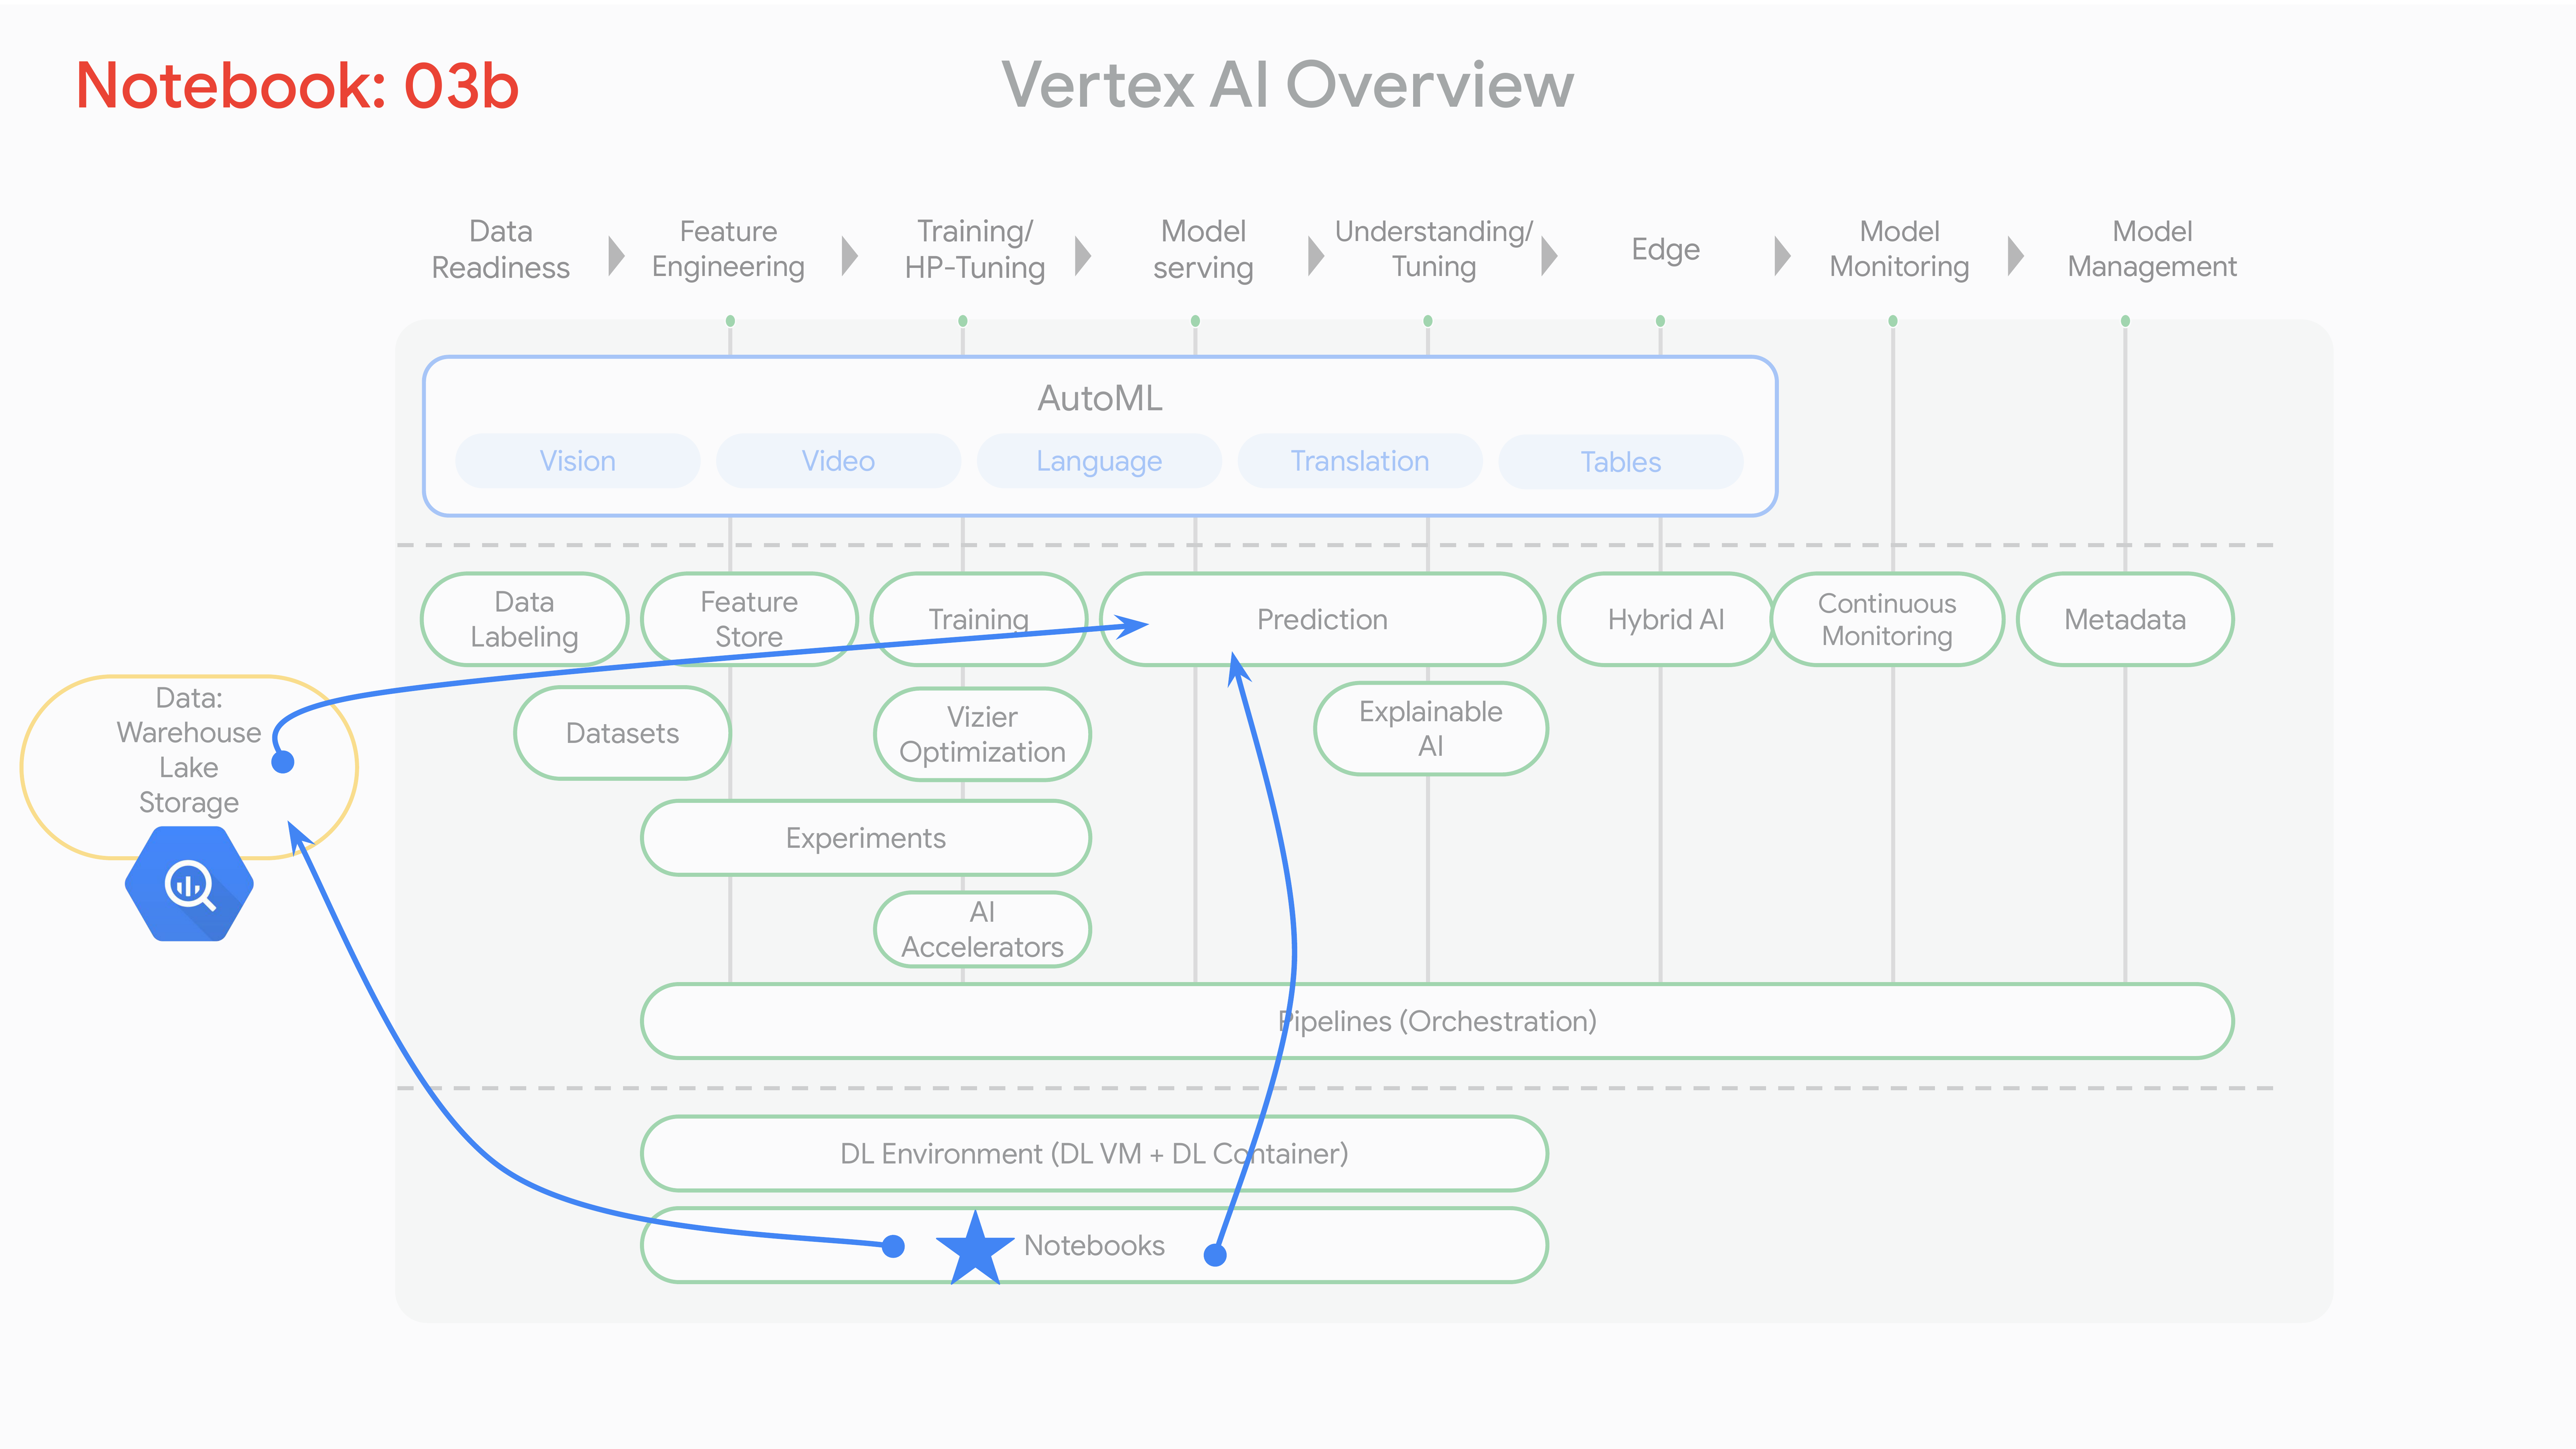 Notebook: 03b
Vertex AI Overview
Data
Readiness
Feature
Engineering
Training/
HP-Tuning
Model
serving
Understanding/
Tuning
Edge
Model
Monitoring
Model
Management
AutoML
Vision
Video
Language
Translation
Tables
Data
Labeling
Feature
Store
Training
Prediction
Hybrid AI
Continuous
Monitoring
Metadata
Data:
Warehouse
Lake
Storage
Datasets
Vizier
Optimization
Explainable
AI
Experiments
AI
Accelerators
Pipelines (Orchestration)
DL Environment (DL VM + DL Container)
Notebooks